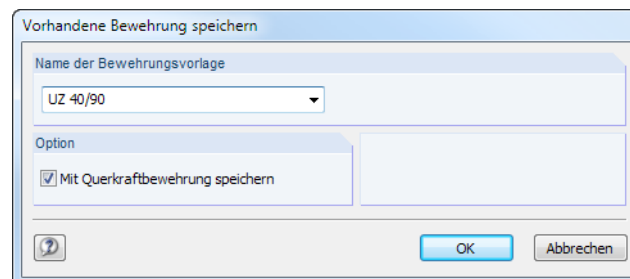 Vorhandene Bewehrung speichern
Name der Bewehrungsvorlage
UZ 40/90
Option
Mit Querkraftbewehrung speichern
OK
Abbrechen